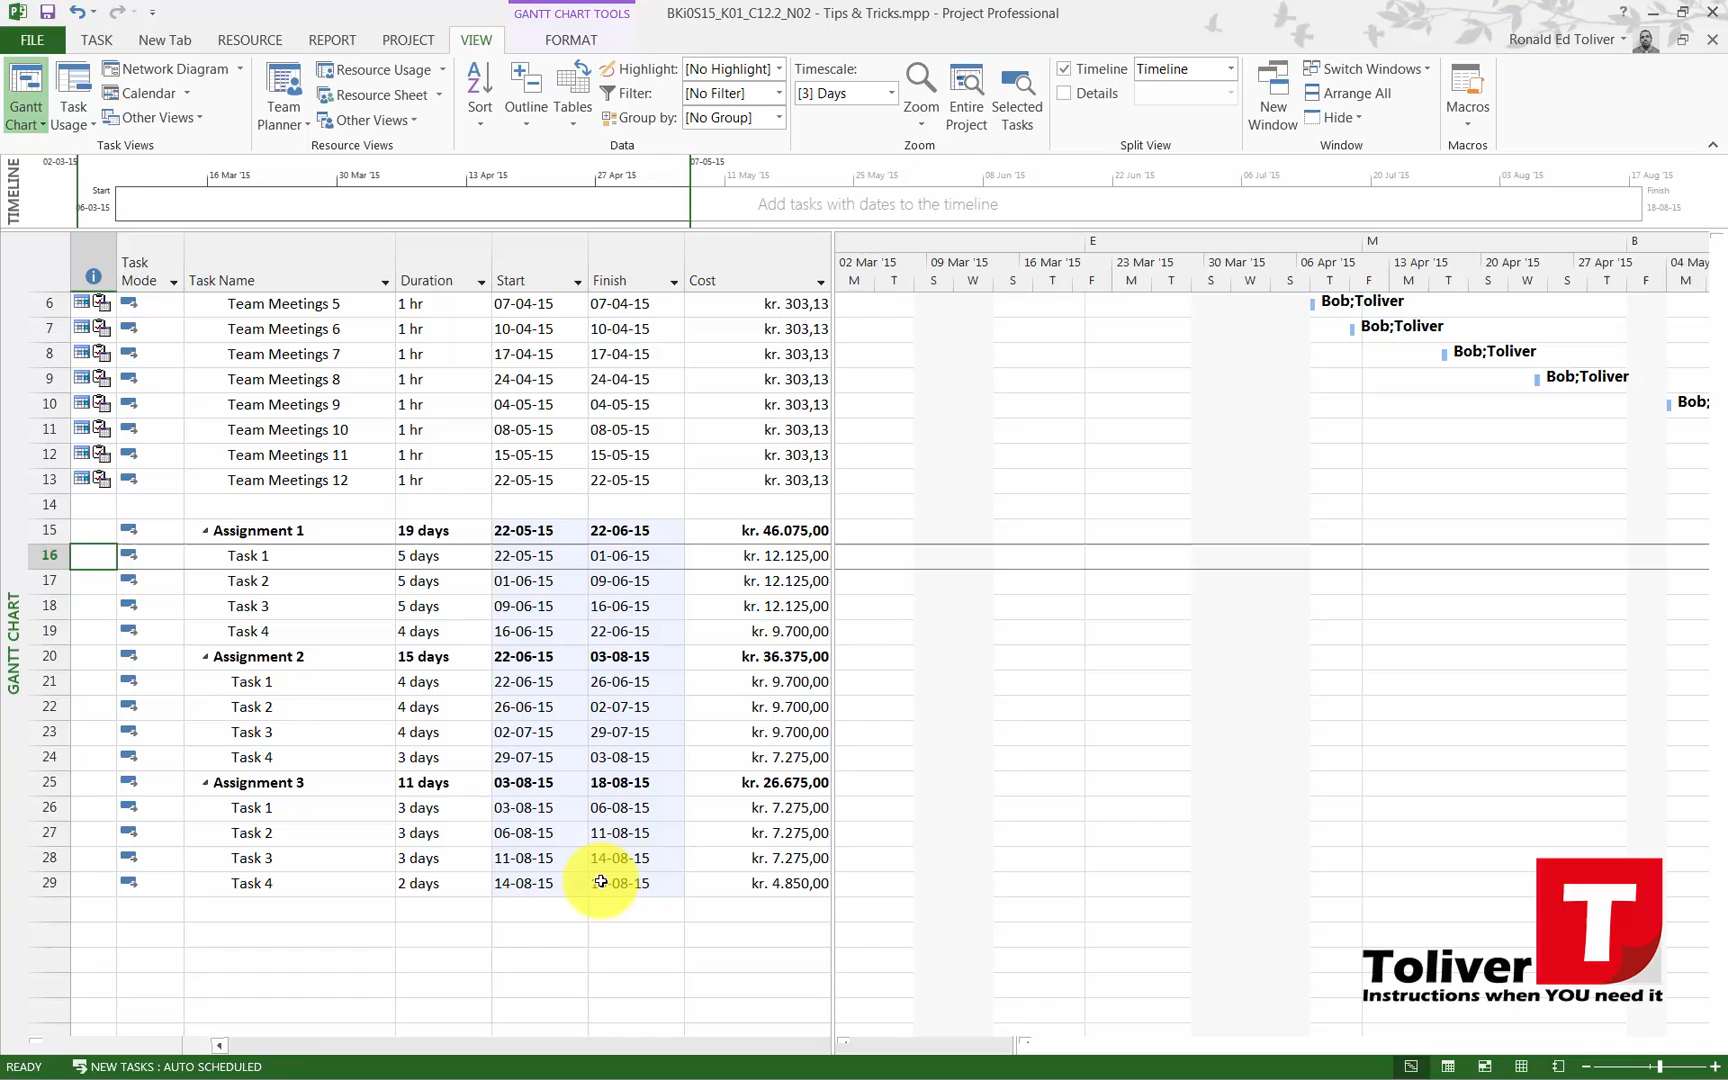 GANTT CHART TOOLS
BKi0S15_K01_C12.2_N02 - Tips & Tricks.mpp - Project Professional
FILE TASK New Tab RESOURCE REPORT PROJECT VIEW FORMAT
Ronald Ed Toliver
Gantt Chart
Task Usage
Network Diagram
Calendar
Other Views
Task Views
Team Planner
Resource Usage
Resource Sheet
Other Views
Resource Views
Sort
Outline
Tables
Highlight: [No Highlight]
Filter: [No Filter]
Group by: [No Group]
Data
Timescale:
[3] Days
Zoom
Entire Project
Selected Tasks
Zoom
Timeline Timeline
Details
Split View
New Window
Switch Windows
Arrange All
Hide
Window
Macros
Macros
TIMELINE
02-03-15 07-05-15
16 Mar '15 30 Mar '15 13 Apr '15 27 Apr '15 11 May '15 25 May '15 08 Jun '15 22 Jun '15 06 Jul '15 20 Jul '15 03 Aug '15 17 Aug '15
Start
06-03-15
Add tasks with dates to the timeline
Finish
18-08-15
GANTT CHART
Task Mode Task Name Duration Start Finish Cost
E M B
02 Mar '15 09 Mar '15 16 Mar '15 23 Mar '15 30 Mar '15 06 Apr '15 13 Apr '15 20 Apr '15 27 Apr '15 04 May
M T S W S T F M T S W S T F M T S W T F M
6 Team Meetings 5 1 hr 07-04-15 07-04-15 kr. 303,13 Bob;Toliver
7 Team Meetings 6 1 hr 10-04-15 10-04-15 kr. 303,13 Bob;Toliver
8 Team Meetings 7 1 hr 17-04-15 17-04-15 kr. 303,13 Bob;Toliver
9 Team Meetings 8 1 hr 24-04-15 24-04-15 kr. 303,13 Bob;Toliver
10 Team Meetings 9 1 hr 04-05-15 04-05-15 kr. 303,13 Bob;
11 Team Meetings 10 1 hr 08-05-15 08-05-15 kr. 303,13
12 Team Meetings 11 1 hr 15-05-15 15-05-15 kr. 303,13
13 Team Meetings 12 1 hr 22-05-15 22-05-15 kr. 303,13
14
15 Assignment 1 19 days 22-05-15 22-06-15 kr. 46.075,00
16 Task 1 5 days 22-05-15 01-06-15 kr. 12.125,00
17 Task 2 5 days 01-06-15 09-06-15 kr. 12.125,00
18 Task 3 5 days 09-06-15 16-06-15 kr. 12.125,00
19 Task 4 4 days 16-06-15 22-06-15 kr. 9.700,00
20 Assignment 2 15 days 22-06-15 03-08-15 kr. 36.375,00
21 Task 1 4 days 22-06-15 26-06-15 kr. 9.700,00
22 Task 2 4 days 26-06-15 02-07-15 kr. 9.700,00
23 Task 3 4 days 02-07-15 29-07-15 kr. 9.700,00
24 Task 4 3 days 29-07-15 03-08-15 kr. 7.275,00
25 Assignment 3 11 days 03-08-15 18-08-15 kr. 26.675,00
26 Task 1 3 days 03-08-15 06-08-15 kr. 7.275,00
27 Task 2 3 days 06-08-15 11-08-15 kr. 7.275,00
28 Task 3 3 days 11-08-15 14-08-15 kr. 7.275,00
29 Task 4 2 days 14-08-15 kr. 4.850,00
T
Toliver
Instructions when YOU need it
READY NEW TASKS : AUTO SCHEDULED